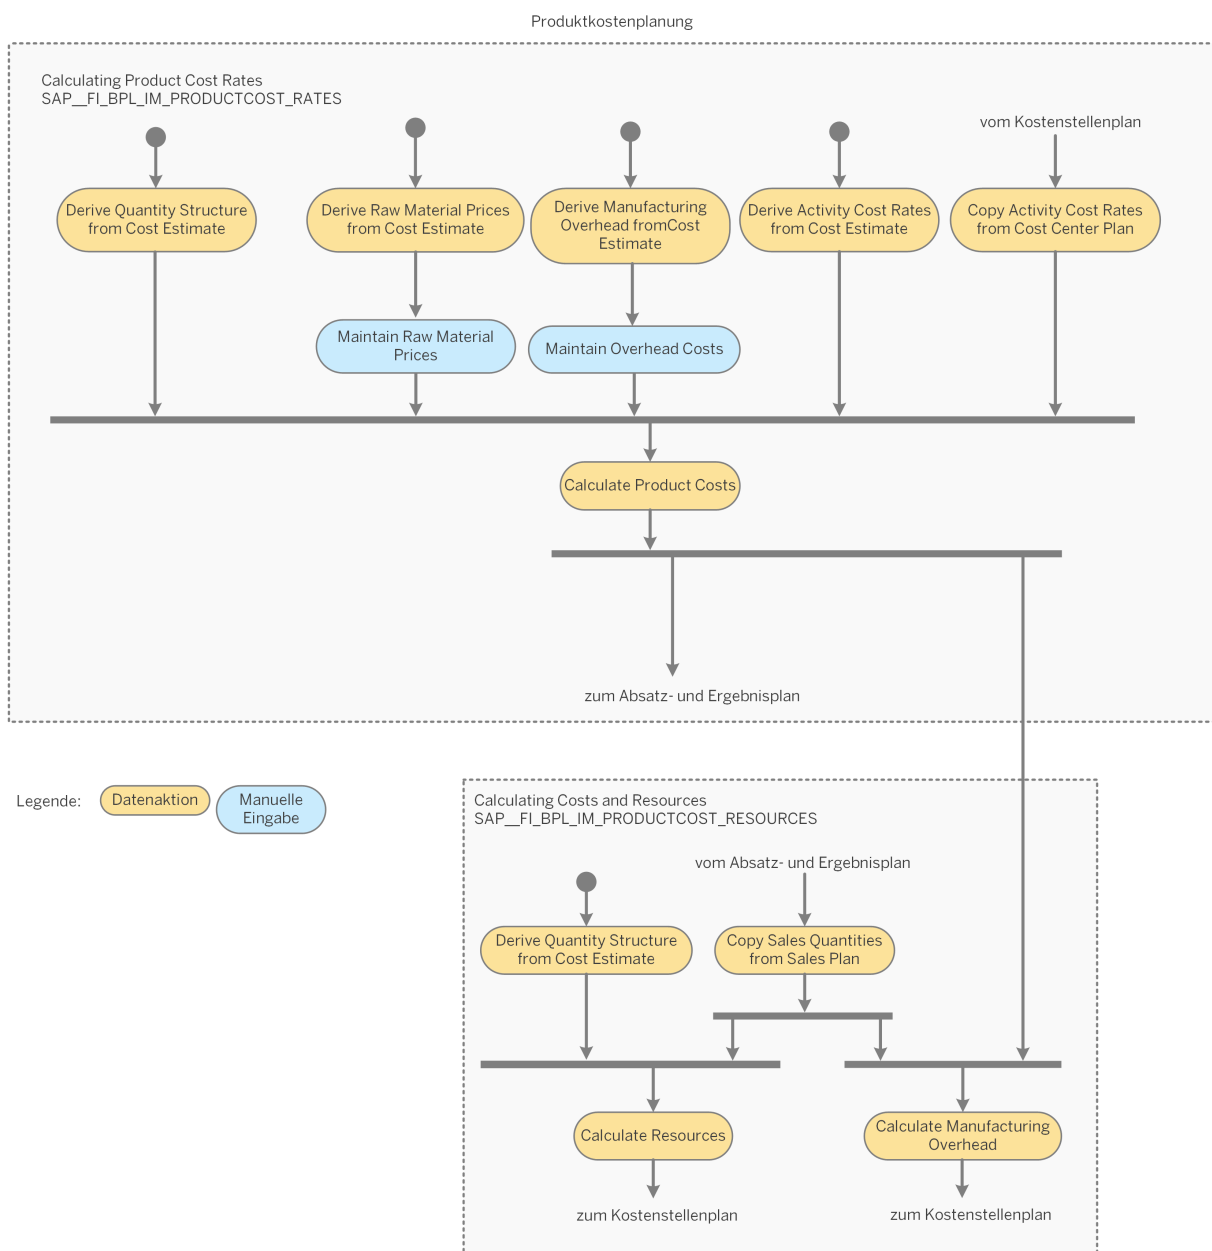 Produktkostenplanung
Calculating Product Cost Rates
SAP__FI_BPL_IM_PRODUCTCOST_RATES
vom Kostenstellenplan
Derive Quantity Structure
from Cost Estimate
Derive Raw Material Prices
from Cost Estimate
Derive Manufacturing
Overhead fromCost
Estimate
Derive Activity Cost Rates
from Cost Estimate
Copy Activity Cost Rates
from Cost Center Plan
Maintain Raw Material
Prices
Maintain Overhead Costs
Calculate Product Costs
zum Absatz- und Ergebnisplan
Legende:
Datenaktion
Manuelle
Eingabe
Calculating Costs and Resources
SAP__FI_BPL_IM_PRODUCTCOST_RESOURCES
vom Absatz- und Ergebnisplan
Derive Quantity Structure
from Cost Estimate
Copy Sales Quantities
from Sales Plan
Calculate Resources
Calculate Manufacturing
Overhead
zum Kostenstellenplan
zum Kostenstellenplan